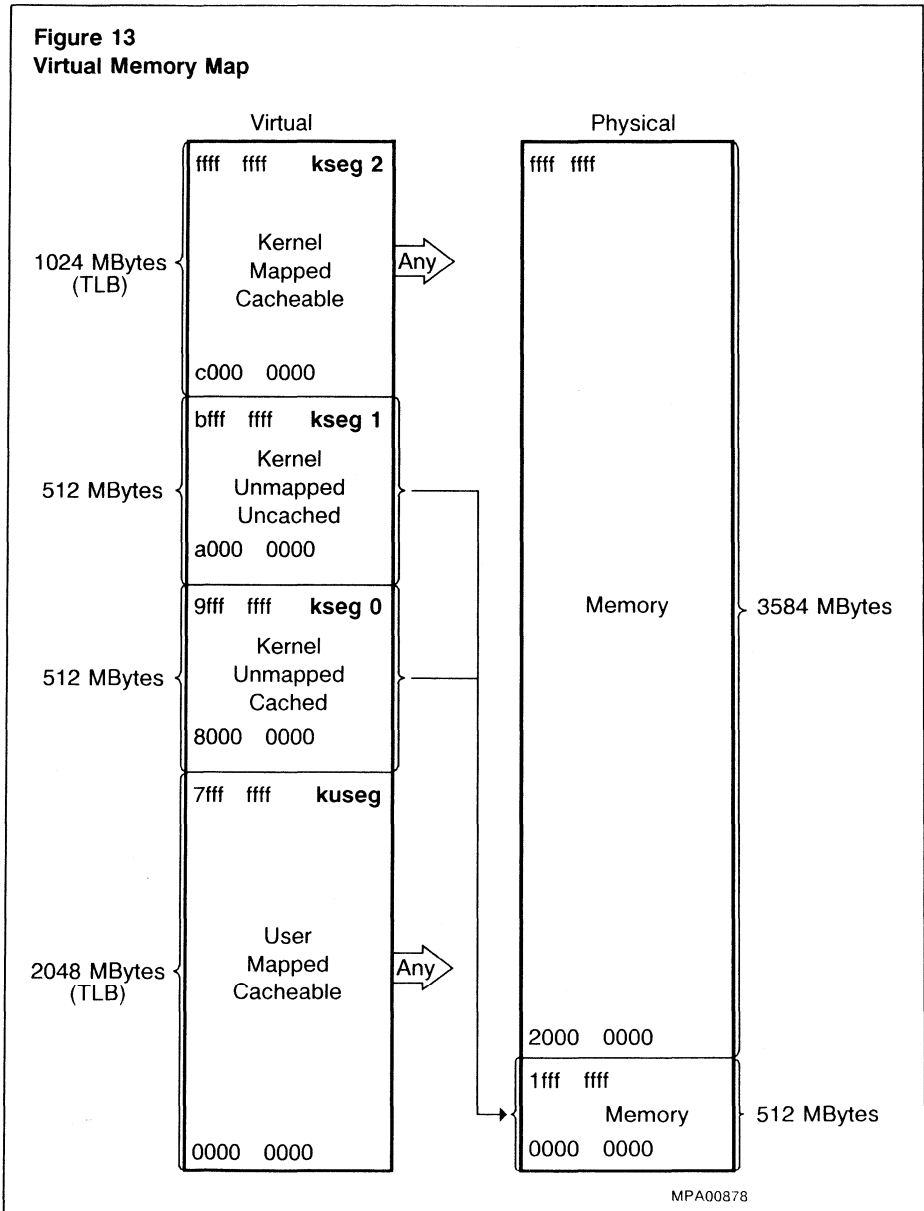 Figure 13
Virtual Memory Map
Virtual
Physical
ffff ffff kseg 2
Kernel
Mapped
Cacheable
c000 0000
1024 MBytes
(TLB)
Any
bfff ffff kseg 1
Kernel
Unmapped
Uncached
a000 0000
512 MBytes
9fff ffff kseg 0
Kernel
Unmapped
Cached
8000 0000
512 MBytes
7fff ffff kuseg
User
Mapped
Cacheable
0000 0000
2048 MBytes
(TLB)
Any
ffff ffff
Memory
2000 0000
3584 MBytes
1fff ffff
Memory
0000 0000
512 MBytes
MPA00878